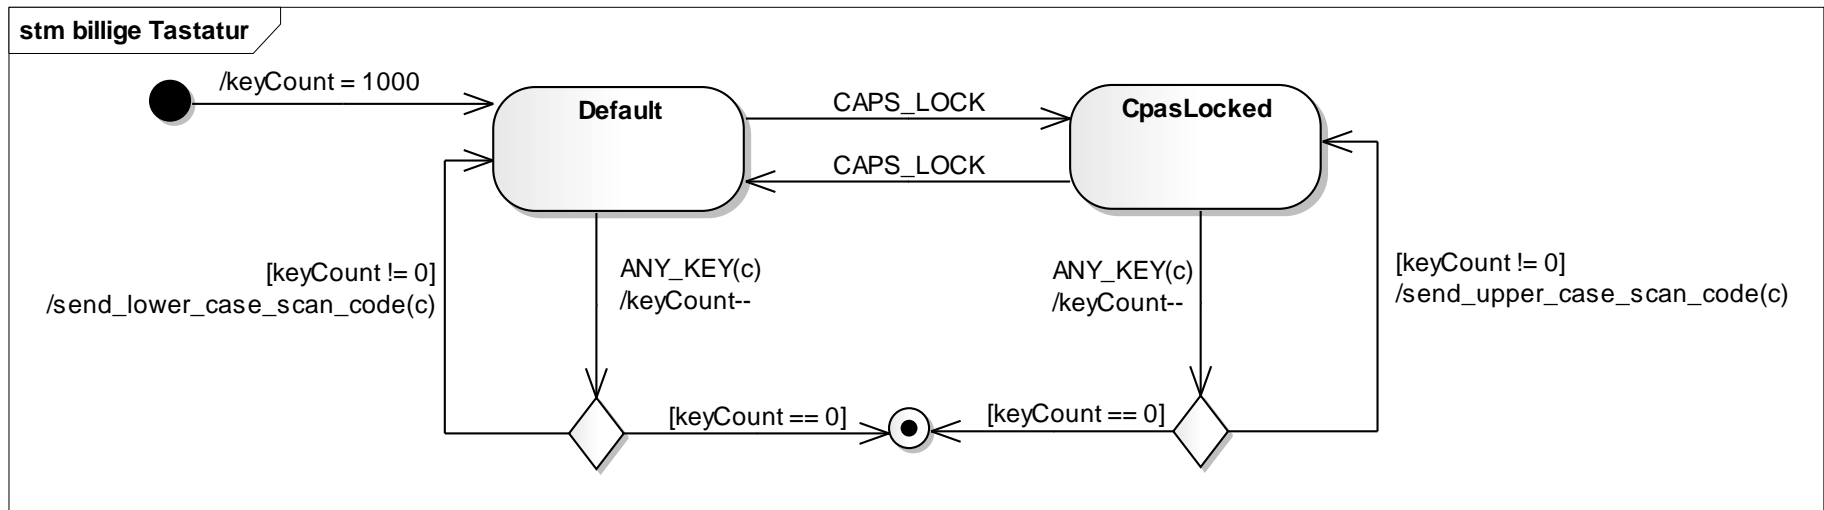 stm billige Tastatur
/keyCount = 1000
Default
CAPS_LOCK
CpasLocked
CAPS_LOCK
[keyCount != 0]
/send_lower_case_scan_code(c)
ANY_KEY(c)
/keyCount--
ANY_KEY(c)
/keyCount--
[keyCount != 0]
/send_upper_case_scan_code(c)
[keyCount == 0]
[keyCount == 0]